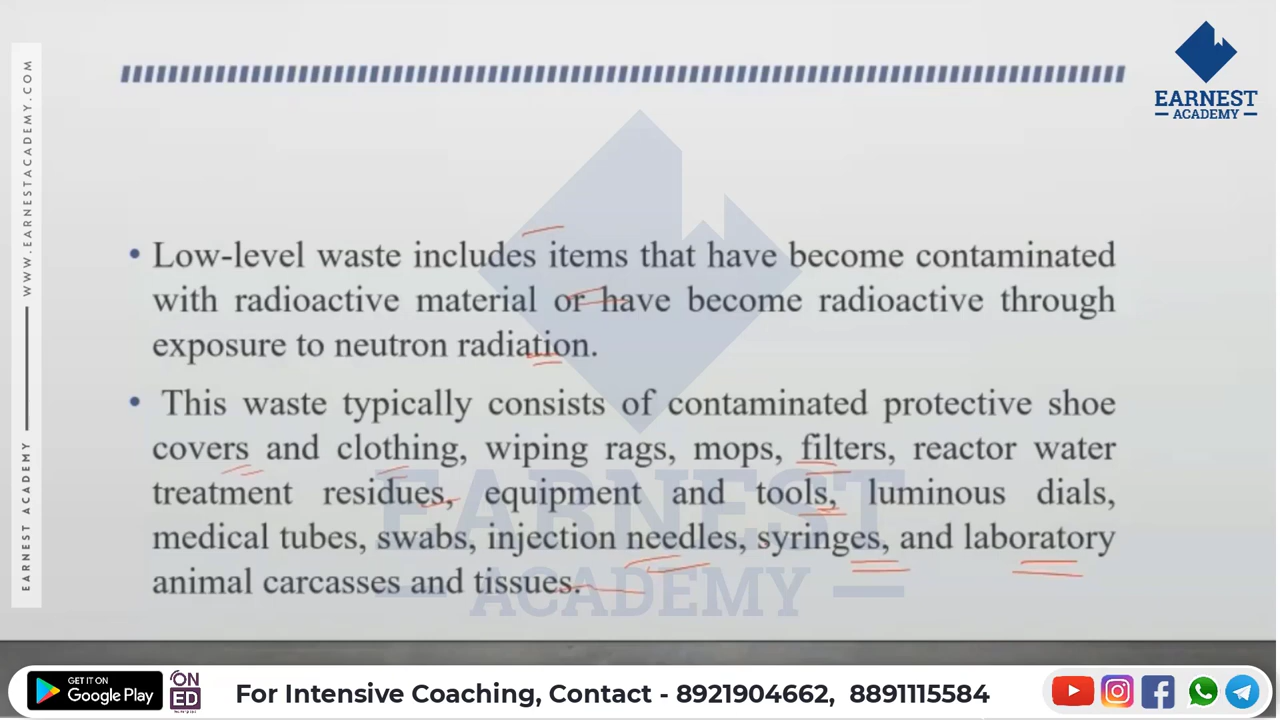 EARNEST
ACADEMY
WWW.EARNESTACADEMY.COM
EARNEST ACADEMY
• Low-level waste includes items that have become contaminated
with radioactive material or have become radioactive through
exposure to neutron radiation.
• This waste typically consists of contaminated protective shoe
covers and clothing, wiping rags, mops, filters, reactor water
treatment residues, equipment and tools, luminous dials,
medical tubes, swabs, injection needles, syringes, and laboratory
animal carcasses and tissues.
EARNEST
ACADEMY
GET IT ON
Google Play
ON
ED
For Intensive Coaching, Contact - 8921904662, 8891115584